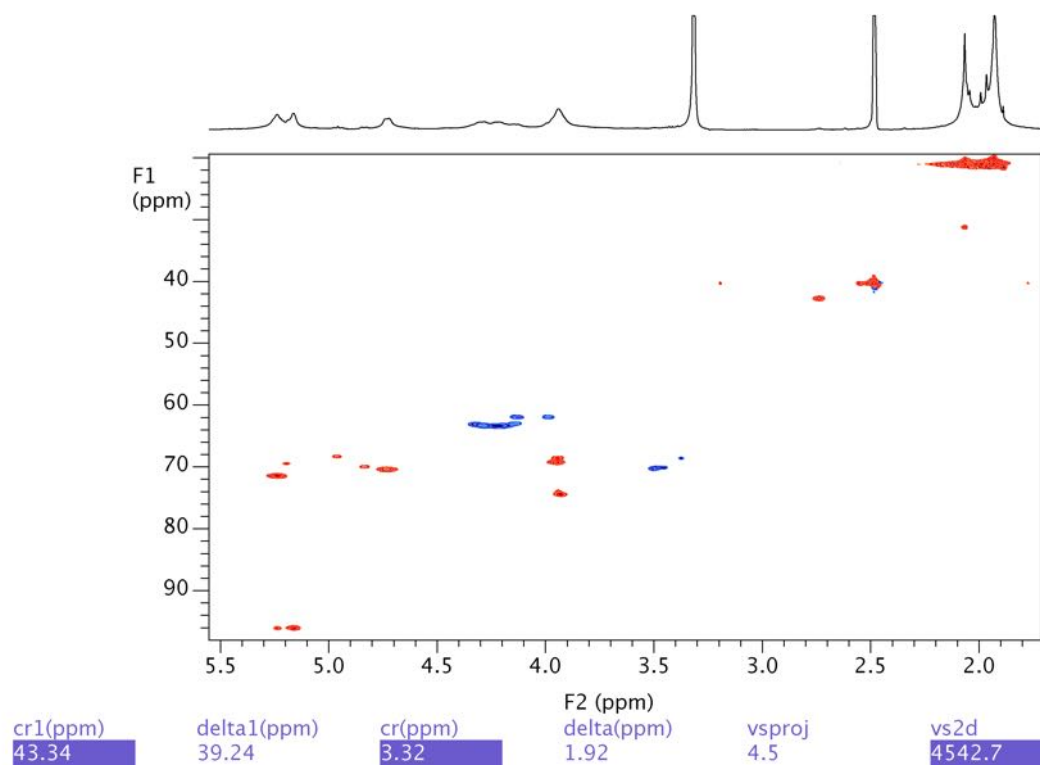 F1
(ppm)
40
50
60
70
80
90
5.5 5.0 4.5 4.0 3.5 3.0 2.5 2.0
F2 (ppm)
cr1(ppm) delta1(ppm) cr(ppm) delta(ppm) vsproj vs2d
43.34 39.24 3.32 1.92 4.5 4542.7